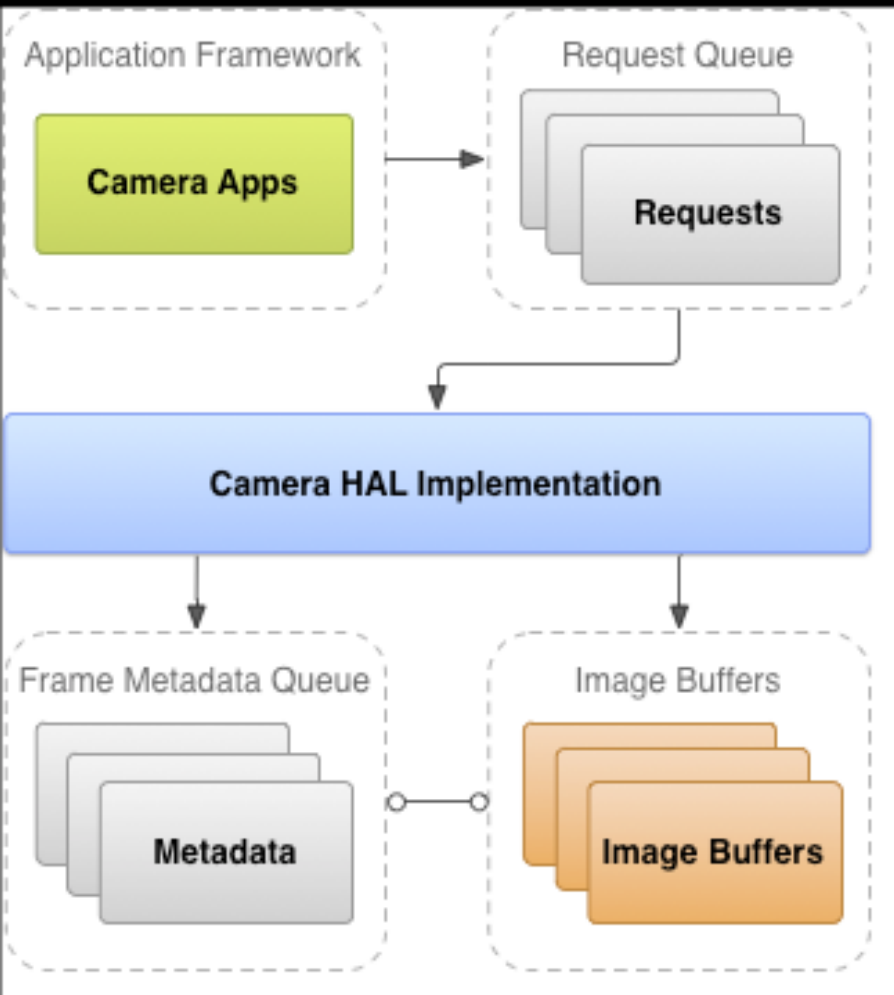 Application Framework
Request Queue
Camera Apps
Requests
Camera HAL Implementation
Frame Metadata Queue
Image Buffers
Metadata
Image Buffers